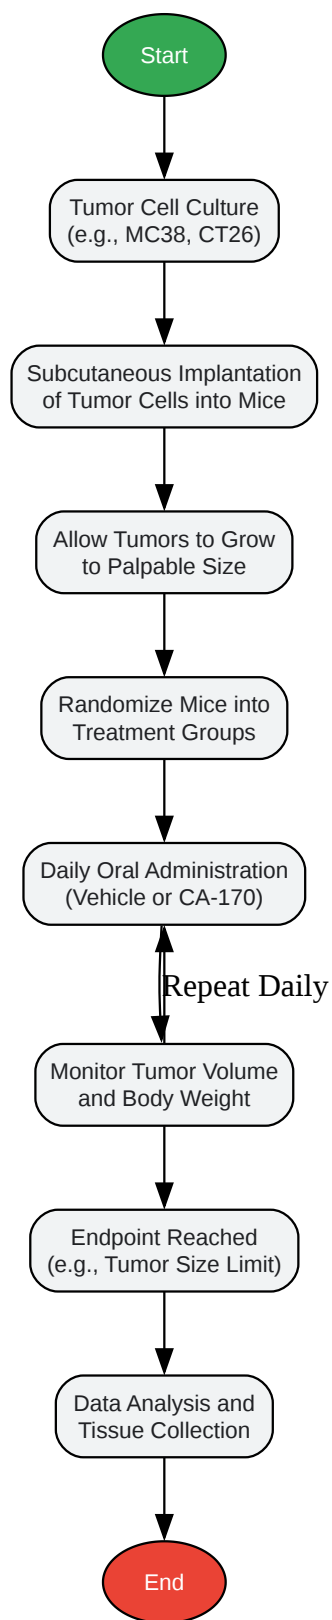 Start
Tumor Cell Culture
(e.g., MC38, CT26)
Subcutaneous Implantation
of Tumor Cells into Mice
Allow Tumors to Grow
to Palpable Size
Randomize Mice into
Treatment Groups
Daily Oral Administration
(Vehicle or CA-170)
Repeat Daily
Monitor Tumor Volume
and Body Weight
Endpoint Reached
(e.g., Tumor Size Limit)
Data Analysis and
Tissue Collection
End